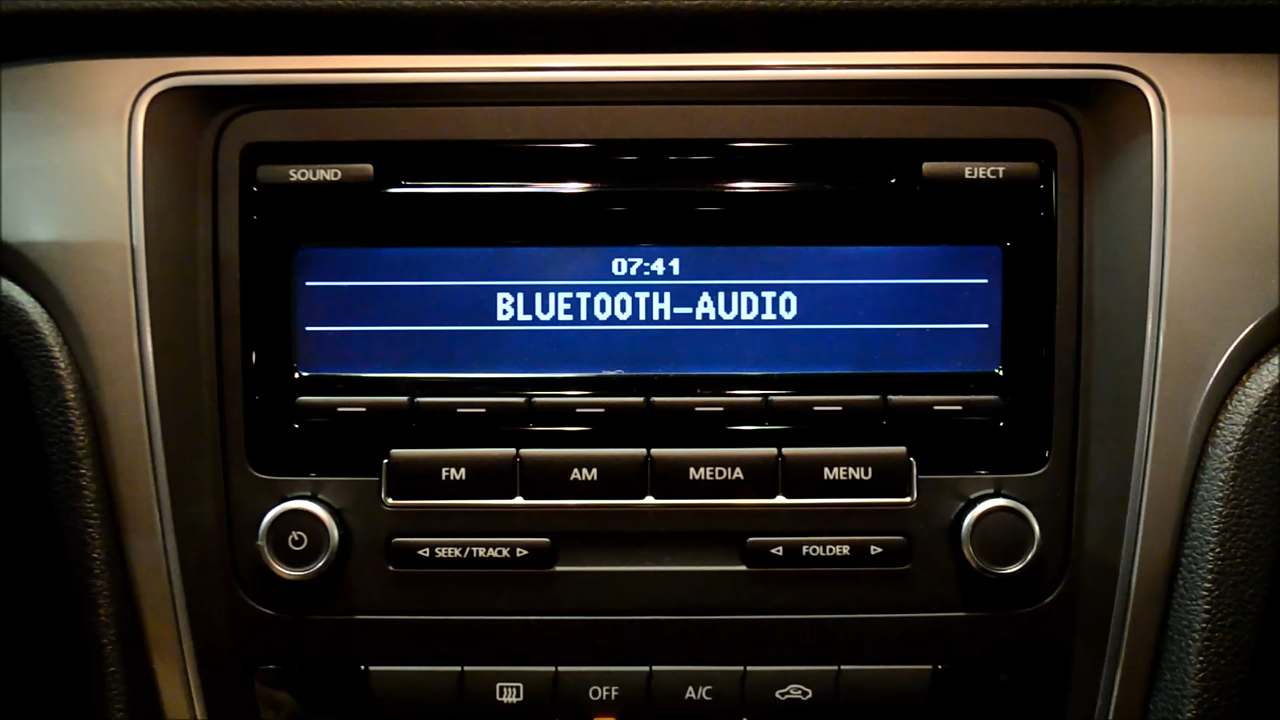 SOUND
EJECT
07:41
BLUETOOTH-AUDIO
FM AM MEDIA MENU
SEEK/TRACK
FOLDER
OFF A/C